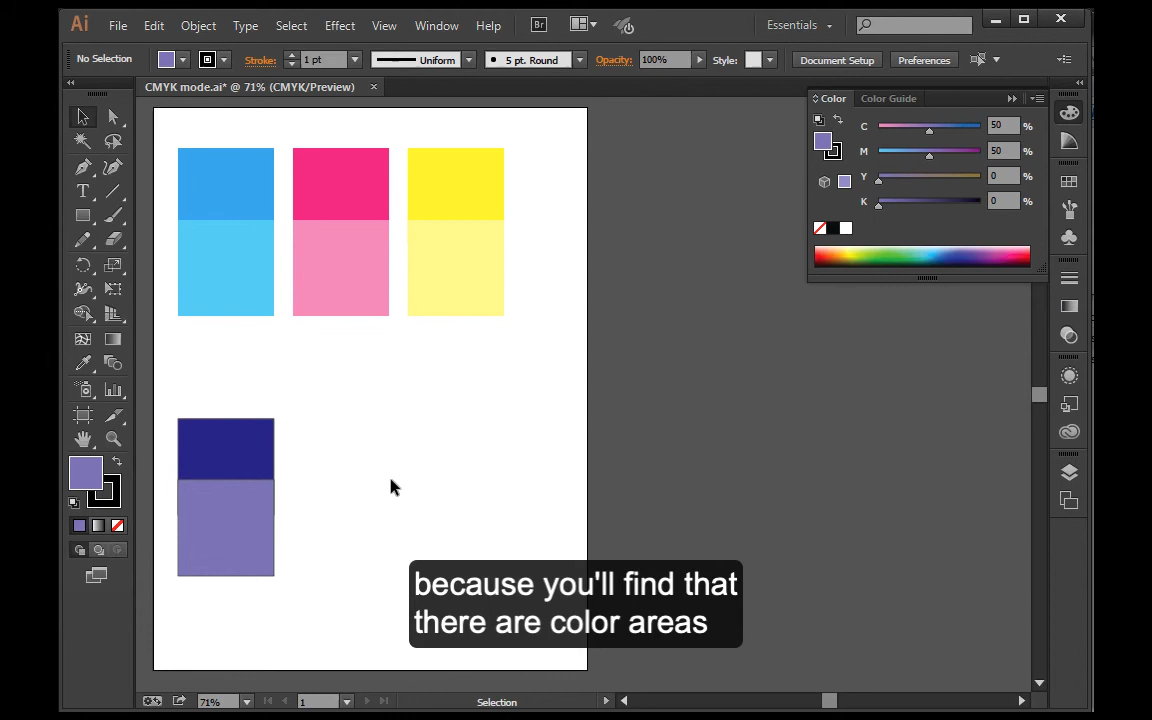 Ai File Edit Object Type Select Effect View Window Help Br Essentials
No Selection Stroke: 1 pt Uniform 5 pt. Round Opacity: 100% Style: Document Setup Preferences
CMYK mode.ai* @ 71% (CMYK/Preview)
Color Color Guide
C 50 %
M 50 %
Y 0 %
K 0 %
T
because you'll find that
there are color areas
71% 1 Selection